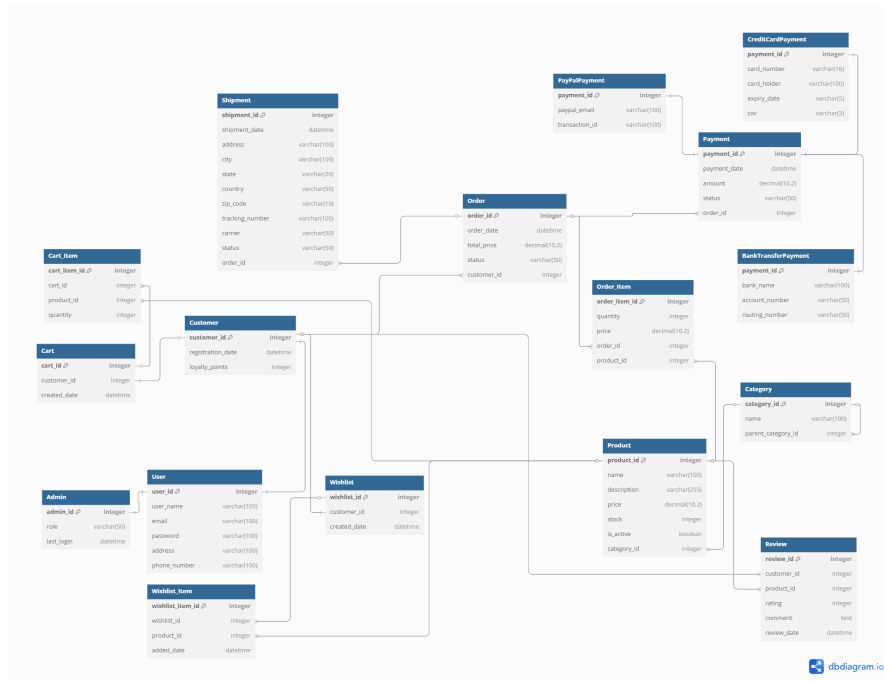 CreditCardPayment
payment_id integer
card_number varchar(16)
card_holder varchar(100)
expiry_date varchar(5)
cvv varchar(3)
PayPalPayment
payment_id integer
paypal_email varchar(100)
transaction_id varchar(100)
Shipment
shipment_id integer
shipment_date datetime
address varchar(100)
city varchar(100)
state varchar(20)
country varchar(50)
zip_code varchar(10)
tracking_number varchar(100)
carrier varchar(50)
status varchar(50)
order_id integer
Payment
payment_id integer
payment_date datetime
amount decimal(10,2)
status varchar(50)
order_id integer
Order
order_id integer
order_date datetime
total_price decimal(10,2)
status varchar(50)
customer_id integer
Cart_Item
cart_item_id integer
cart_id integer
product_id integer
quantity integer
BankTransferPayment
payment_id integer
bank_name varchar(100)
account_number varchar(50)
routing_number varchar(50)
Order_Item
order_item_id integer
quantity integer
price decimal(10,2)
order_id integer
product_id integer
Customer
customer_id integer
registration_date datetime
loyalty_points integer
Cart
cart_id integer
customer_id integer
created_date datetime
Category
category_id integer
name varchar(100)
parent_category_id integer
Product
product_id integer
name varchar(100)
description varchar(255)
price decimal(10,2)
stock integer
is_active boolean
category_id integer
User
user_id integer
user_name varchar(100)
email varchar(100)
password varchar(100)
address varchar(100)
phone_number varchar(100)
Wishlist
wishlist_id integer
customer_id integer
created_date datetime
Admin
admin_id integer
role varchar(50)
last_login datetime
Review
review_id integer
customer_id integer
product_id integer
rating integer
comment text
review_date datetime
Wishlist_Item
wishlist_item_id integer
wishlist_id integer
product_id integer
added_date datetime
dbdiagram.io